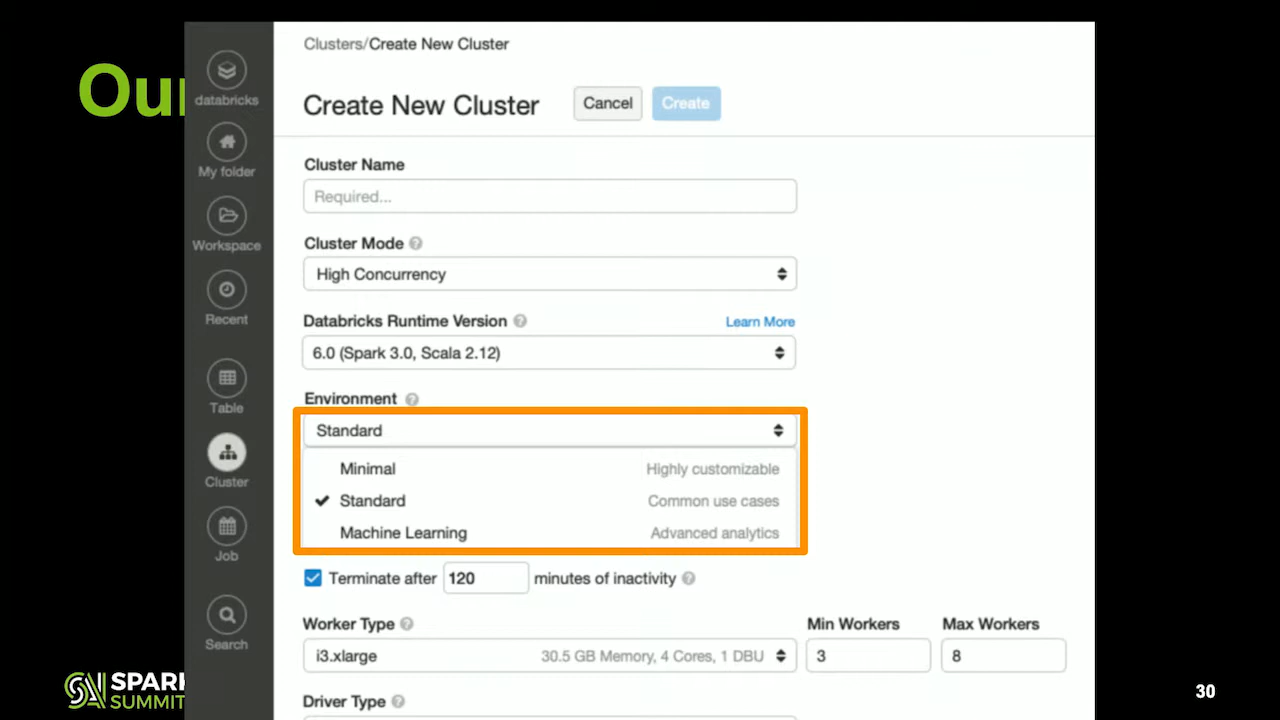 Our
databricks
My folder
Workspace
Recent
Table
Cluster
Job
Search
Clusters/Create New Cluster
Create New Cluster
Cancel
Create
Cluster Name
Required...
Cluster Mode
High Concurrency
Databricks Runtime Version
Learn More
6.0 (Spark 3.0, Scala 2.12)
Environment
Standard
Minimal Highly customizable
Standard Common use cases
Machine Learning Advanced analytics
Terminate after 120 minutes of inactivity
Worker Type Min Workers Max Workers
i3.xlarge 30.5 GB Memory, 4 Cores, 1 DBU 3 8
Driver Type
SPARK
SUMMIT
30